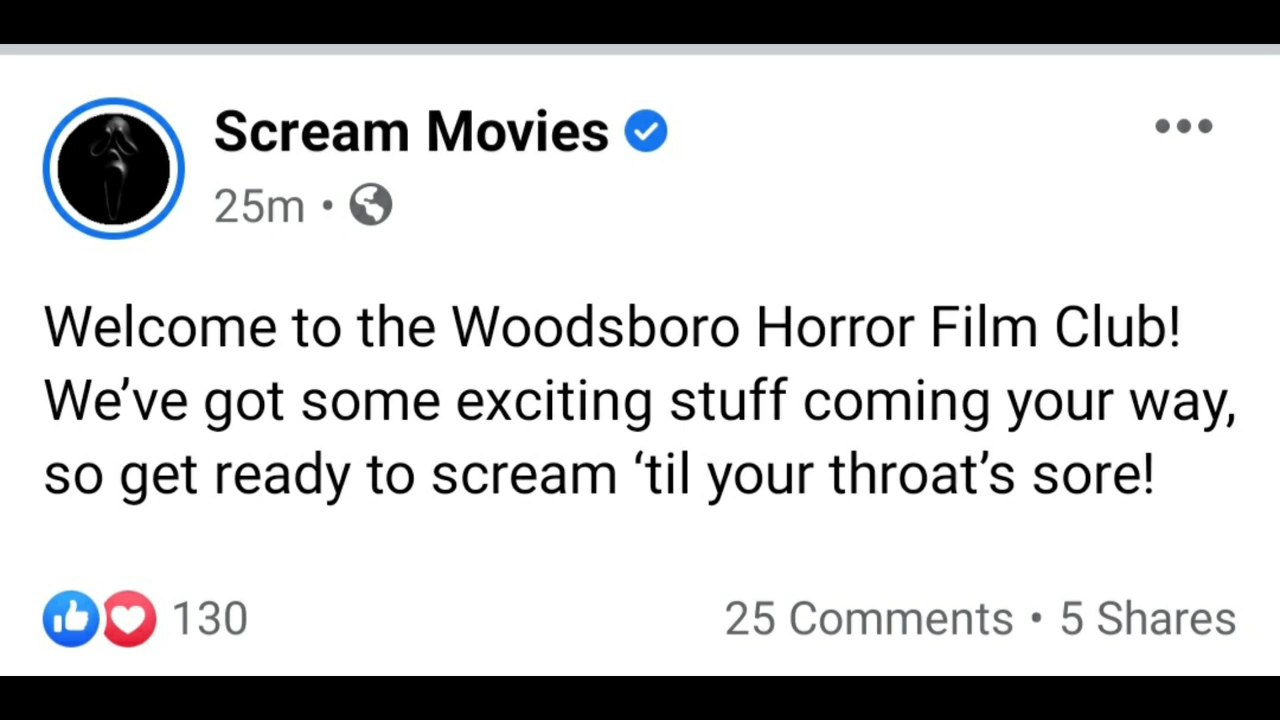 Scream Movies
25m •
Welcome to the Woodsboro Horror Film Club!
We’ve got some exciting stuff coming your way,
so get ready to scream ‘til your throat’s sore!
130
25 Comments • 5 Shares